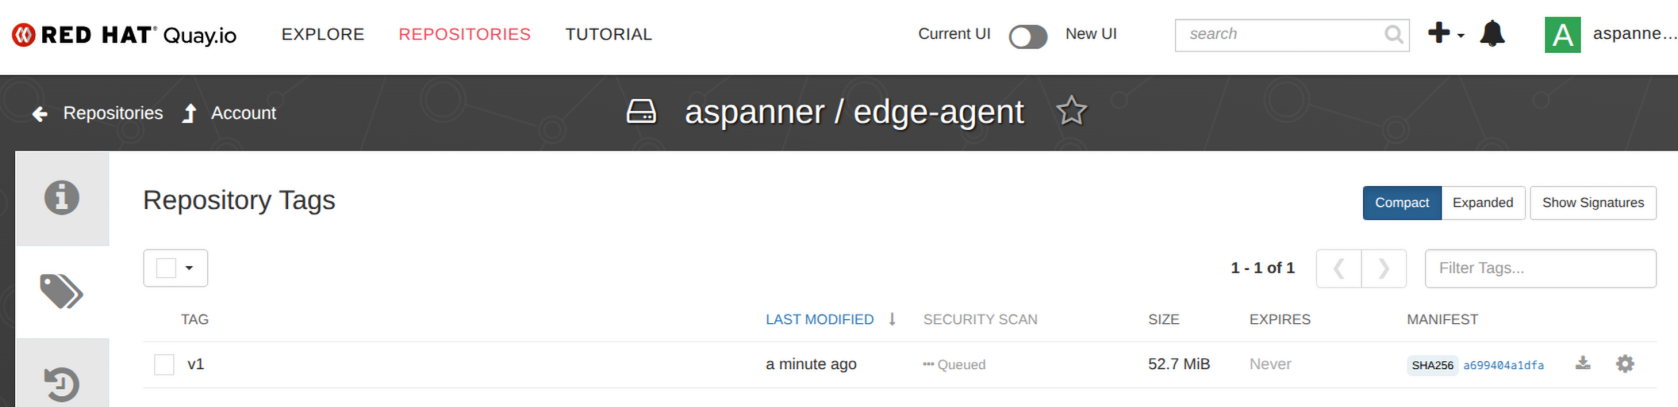 RED HAT Quay.io EXPLORE REPOSITORIES TUTORIAL Current UI New UI search A aspanne...
Repositories Account aspanner / edge-agent
Repository Tags Compact Expanded Show Signatures
1 - 1 of 1 Filter Tags...
TAG LAST MODIFIED SECURITY SCAN SIZE EXPIRES MANIFEST
v1 a minute ago Queued 52.7 MiB Never SHA256 a699404a1dfa